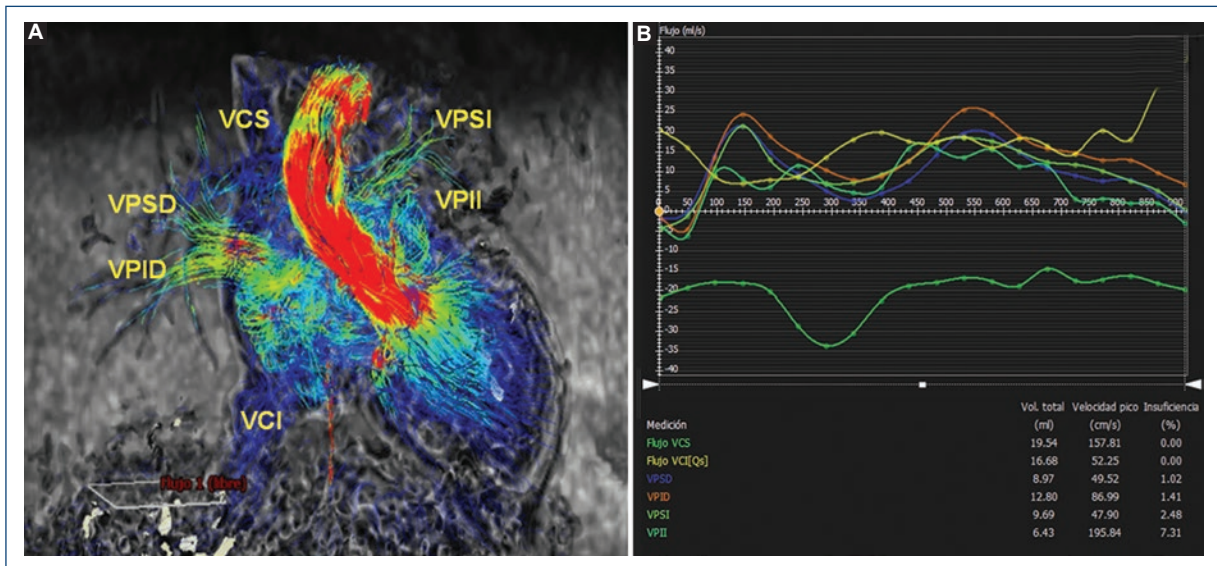 A
VCS
VPSI
VPSD
VPII
VPID
VCI
Flujo 1 (libre)
B
Flujo (ml/s)
40
35
30
25
20
15
10
5
0
50 100 150 200 250 300 350 400 450 500 550 600 650 700 750 800 850 900
-5
-10
-15
-20
-25
-30
-35
-40
Medición Vol. total (ml) Velocidad pico (cm/s) Insuficiencia (%)
Flujo VCS 19.54 157.81 0.00
Flujo VCI[Qs] 16.68 52.25 0.00
VPSD 8.97 49.52 1.02
VPID 12.80 86.99 1.41
VPSI 9.69 47.90 2.48
VPII 6.43 195.84 7.31